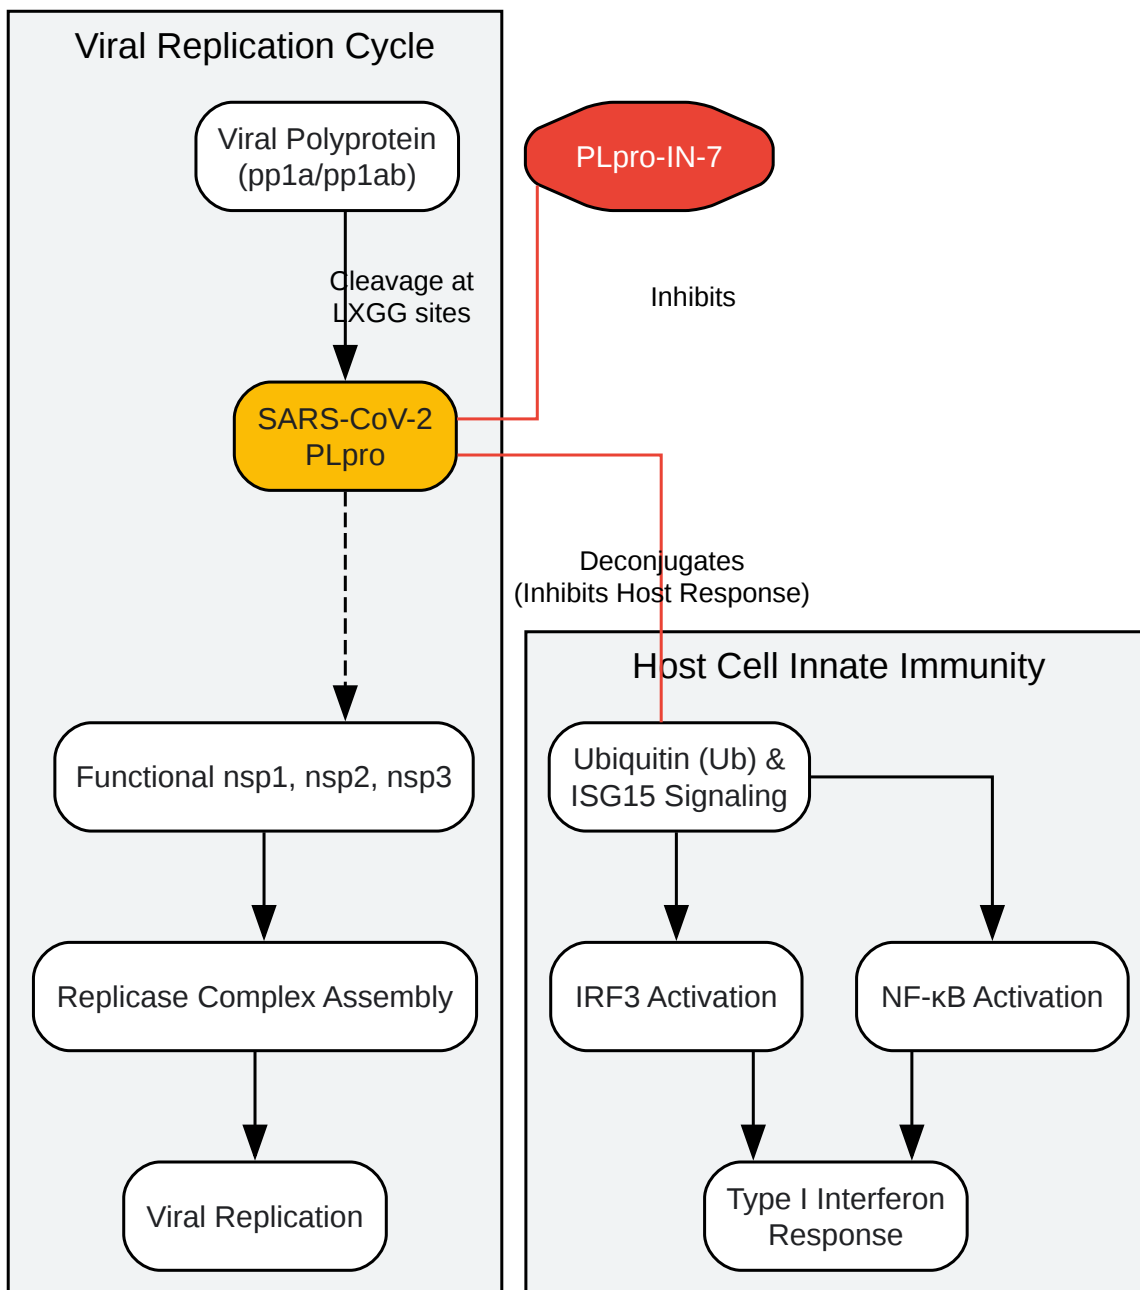 Viral Replication Cycle
Viral Polyprotein
(pp1a/pp1ab)
PLpro-IN-7
Cleavage at
LXGG sites
Inhibits
SARS-CoV-2
PLpro
Deconjugates
(Inhibits Host Response)
Host Cell Innate Immunity
Functional nsp1, nsp2, nsp3
Ubiquitin (Ub) &
ISG15 Signaling
Replicase Complex Assembly
IRF3 Activation
NF-κB Activation
Viral Replication
Type I Interferon
Response